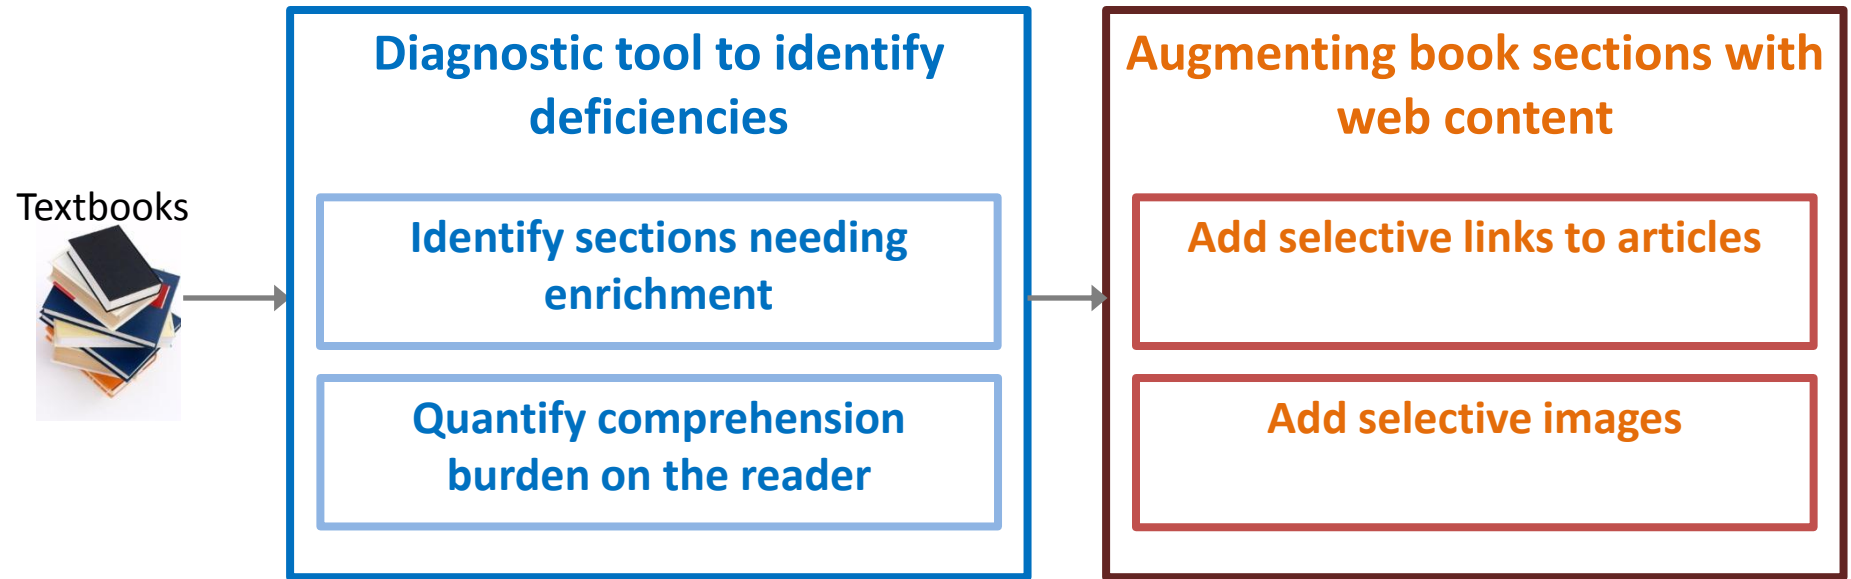 Textbooks
Diagnostic tool to identify
deficiencies
Identify sections needing
enrichment
Quantify comprehension
burden on the reader
Augmenting book sections with
web content
Add selective links to articles
Add selective images